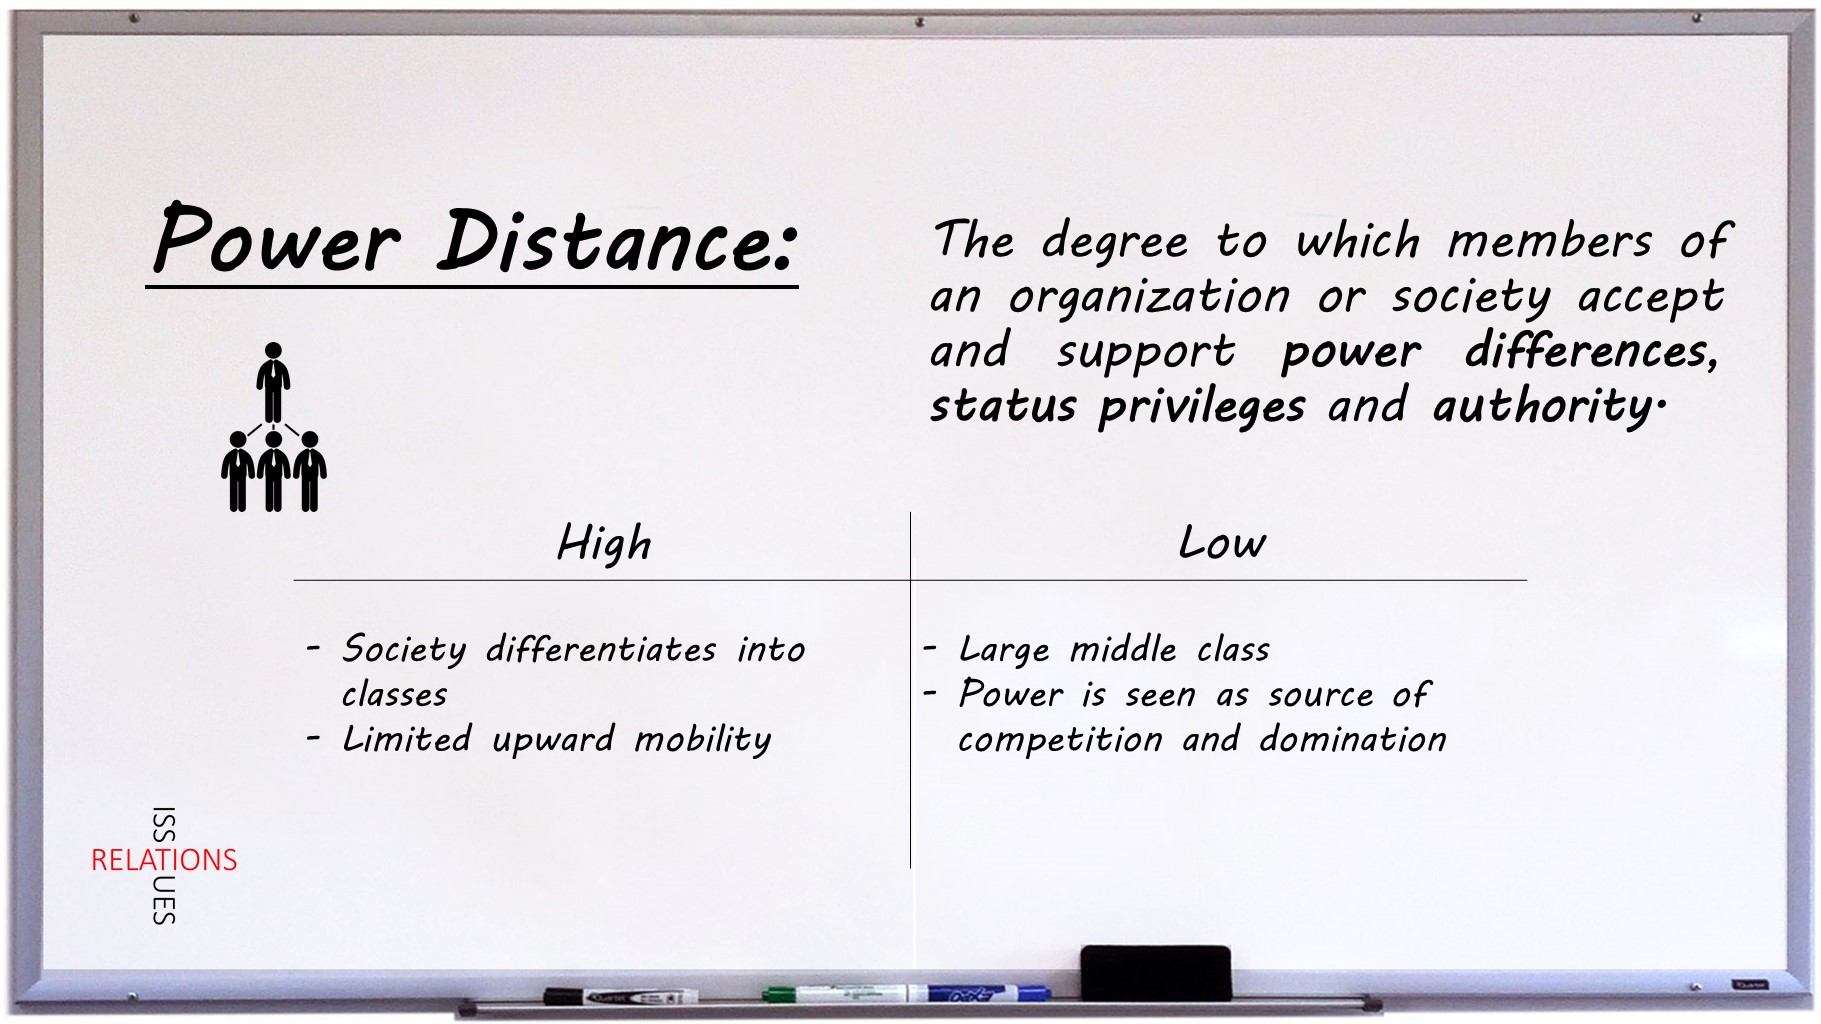 Power Distance:
The degree to which members of
an organization or society accept
and support power differences,
status privileges and authority.
High
Low
- Society differentiates into
classes
- Limited upward mobility
- Large middle class
- Power is seen as source of
competition and domination
ISSUES
RELATIONS
Quartet
Quartet